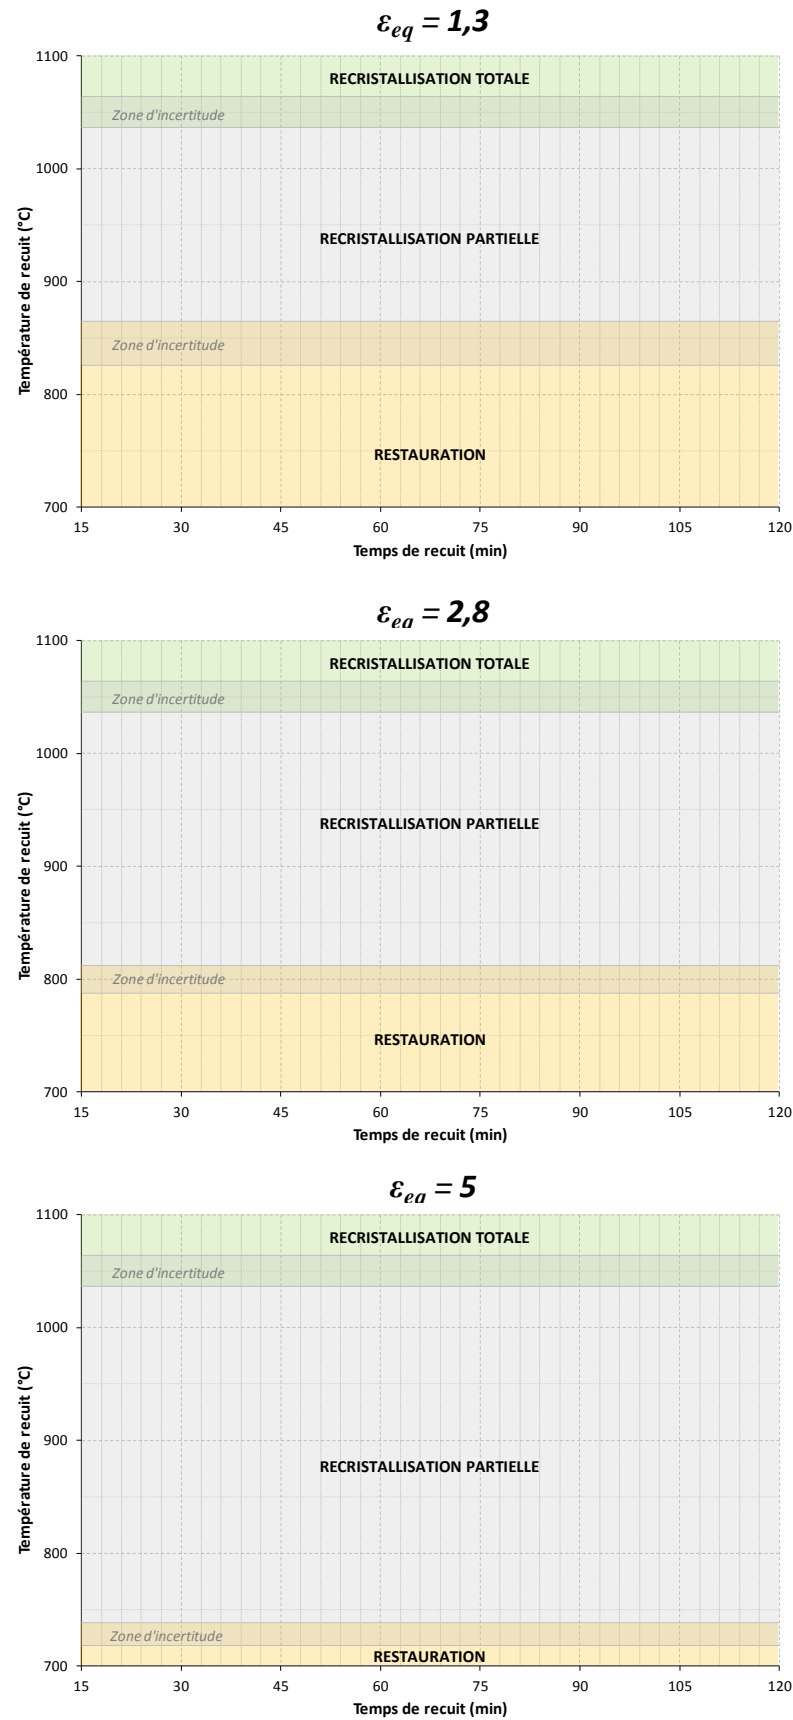 εeq = 1,3
1100
RECRISTALLISATION TOTALE
Zone d'incertitude
1000
RECRISTALLISATION PARTIELLE
900
Zone d'incertitude
800
RESTAURATION
700
Température de recuit (°C)
15 30 45 60 75 90 105 120
Temps de recuit (min)
εeq = 2,8
1100
RECRISTALLISATION TOTALE
Zone d'incertitude
1000
RECRISTALLISATION PARTIELLE
900
800
Zone d'incertitude
RESTAURATION
700
Température de recuit (°C)
15 30 45 60 75 90 105 120
Temps de recuit (min)
εeq = 5
1100
RECRISTALLISATION TOTALE
Zone d'incertitude
1000
900
RECRISTALLISATION PARTIELLE
800
Zone d'incertitude
RESTAURATION
700
Température de recuit (°C)
15 30 45 60 75 90 105 120
Temps de recuit (min)